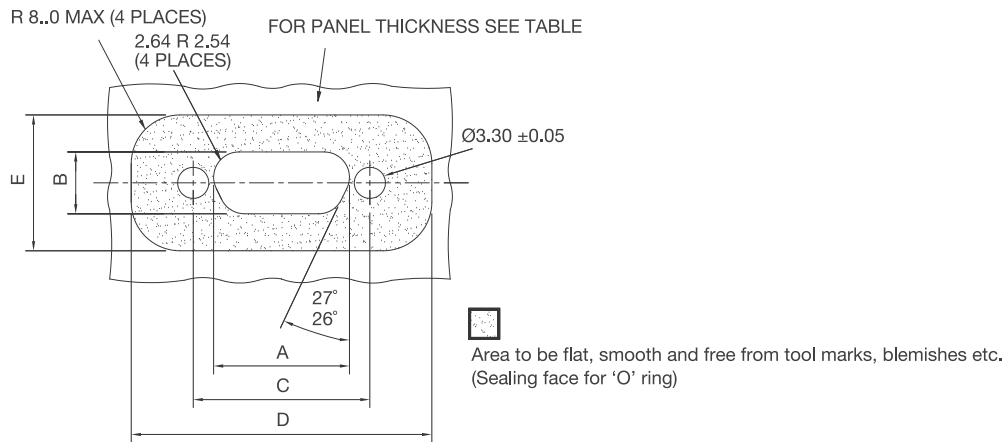 R 8..0 MAX (4 PLACES)
FOR PANEL THICKNESS SEE TABLE
2.64 R 2.54
(4 PLACES)
Ø3.30 ±0.05
E
B
27°
26°
A
C
D
Area to be flat, smooth and free from tool marks, blemishes etc.
(Sealing face for ‘O’ ring)